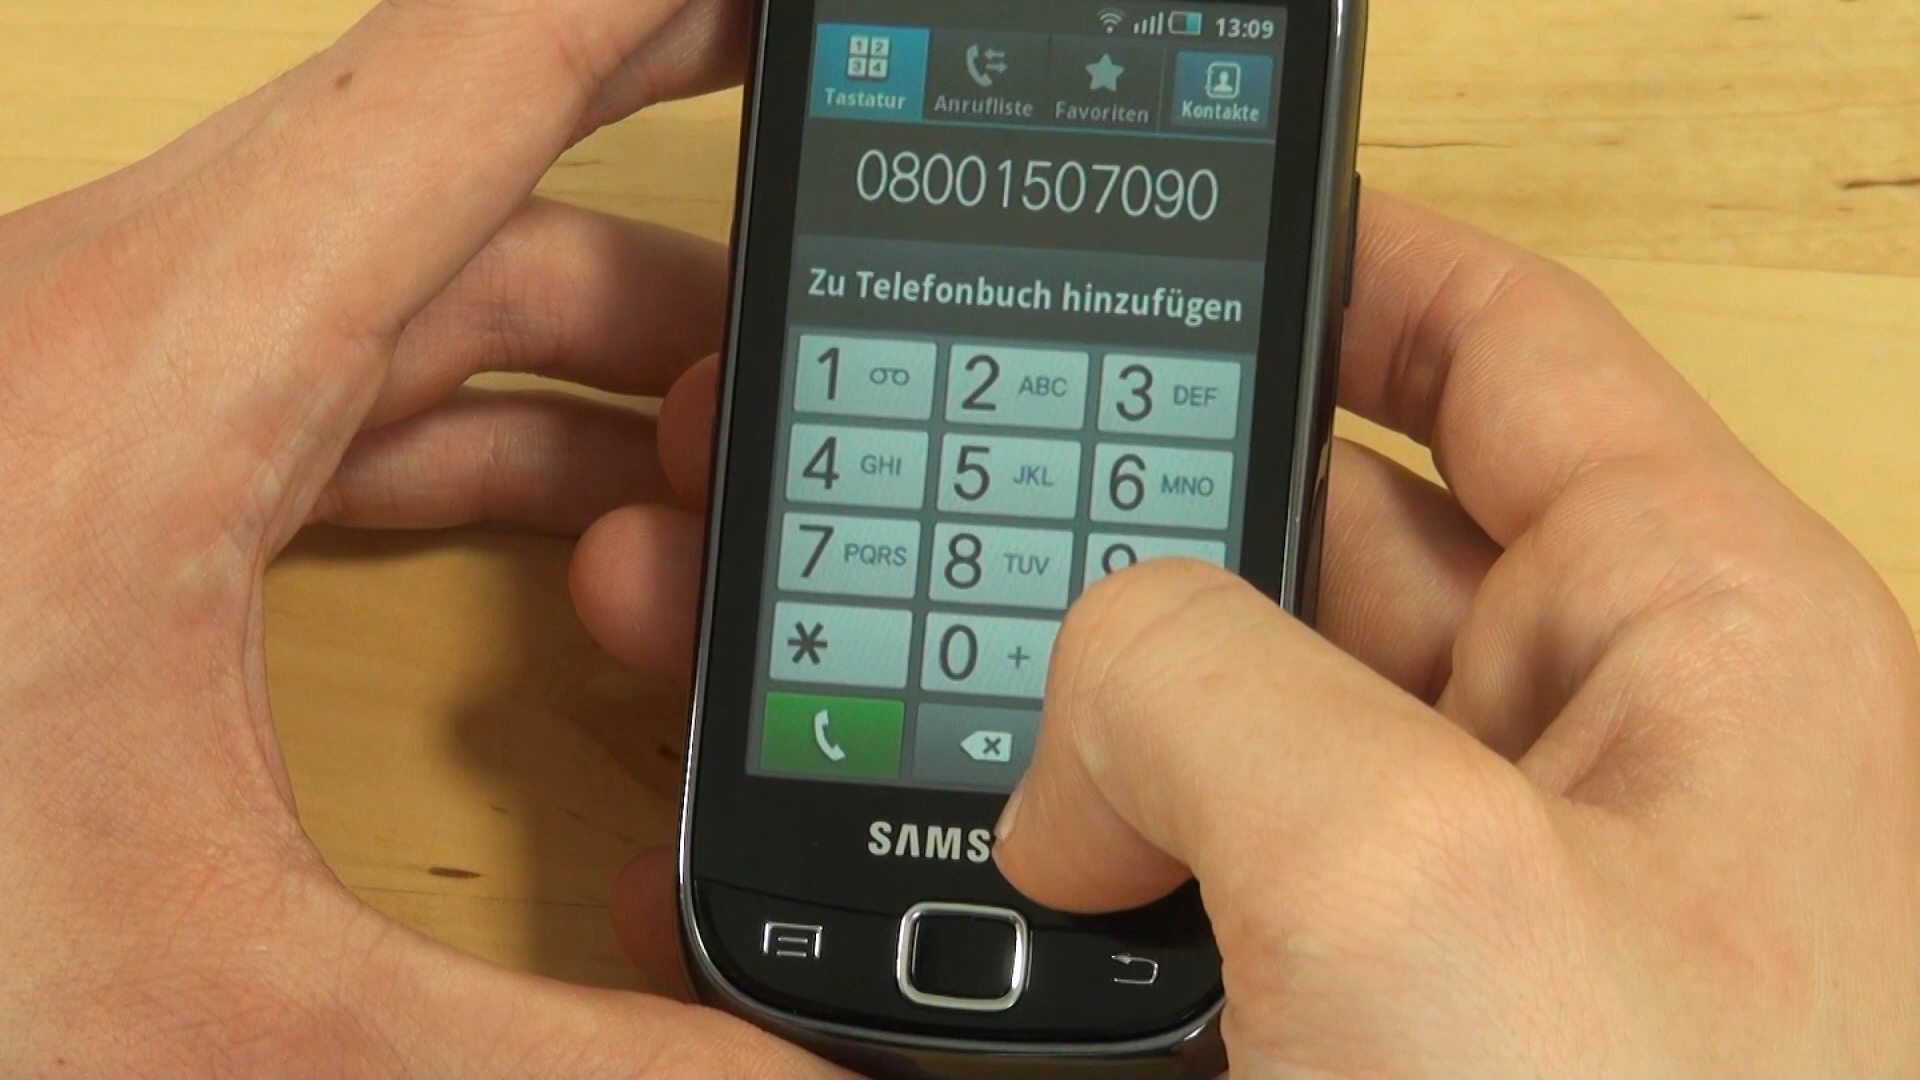 13:09
Tastatur Anrufliste Favoriten Kontakte
08001507090
Zu Telefonbuch hinzufügen
1 2 ABC 3 DEF
4 GHI 5 JKL 6 MNO
7 PQRS 8 TUV 9
* 0 +
SAMS